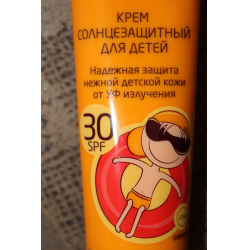 КРЕМ
СОЛНЦЕЗАЩИТНЫЙ
ДЛЯ ДЕТЕЙ
Надежная защита
нежной детской кожи
от УФ излучения
30
SPF